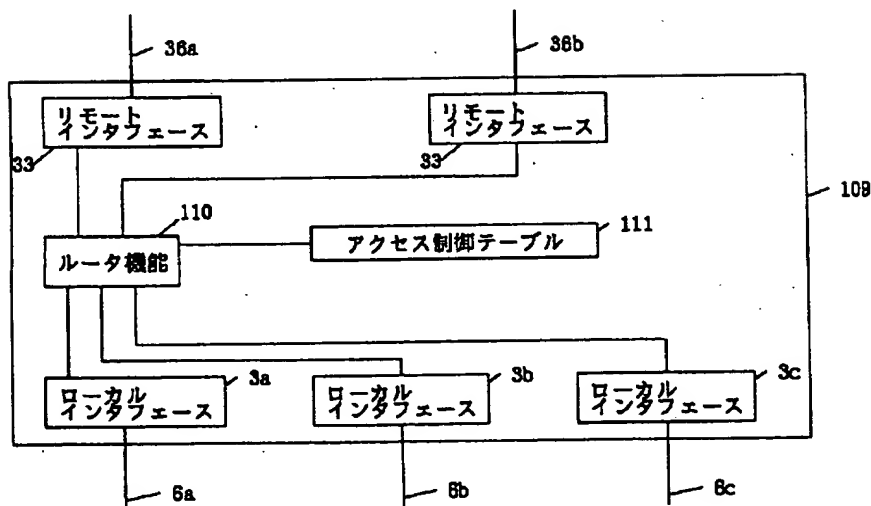 36a
36b
リモート
インタフェース
33
リモート
インタフェース
33
109
110
ルータ機能
アクセス制御テーブル
111
ローカル
インタフェース
3a
ローカル
インタフェース
3b
ローカル
インタフェース
3c
6a
6b
6c